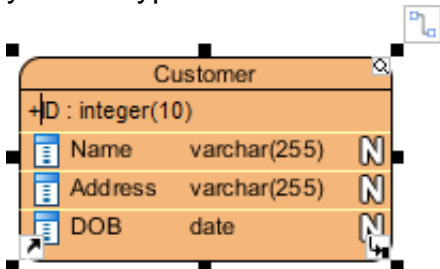 Customer
+ID : integer(10)
Name varchar(255) N
Address varchar(255) N
DOB date N